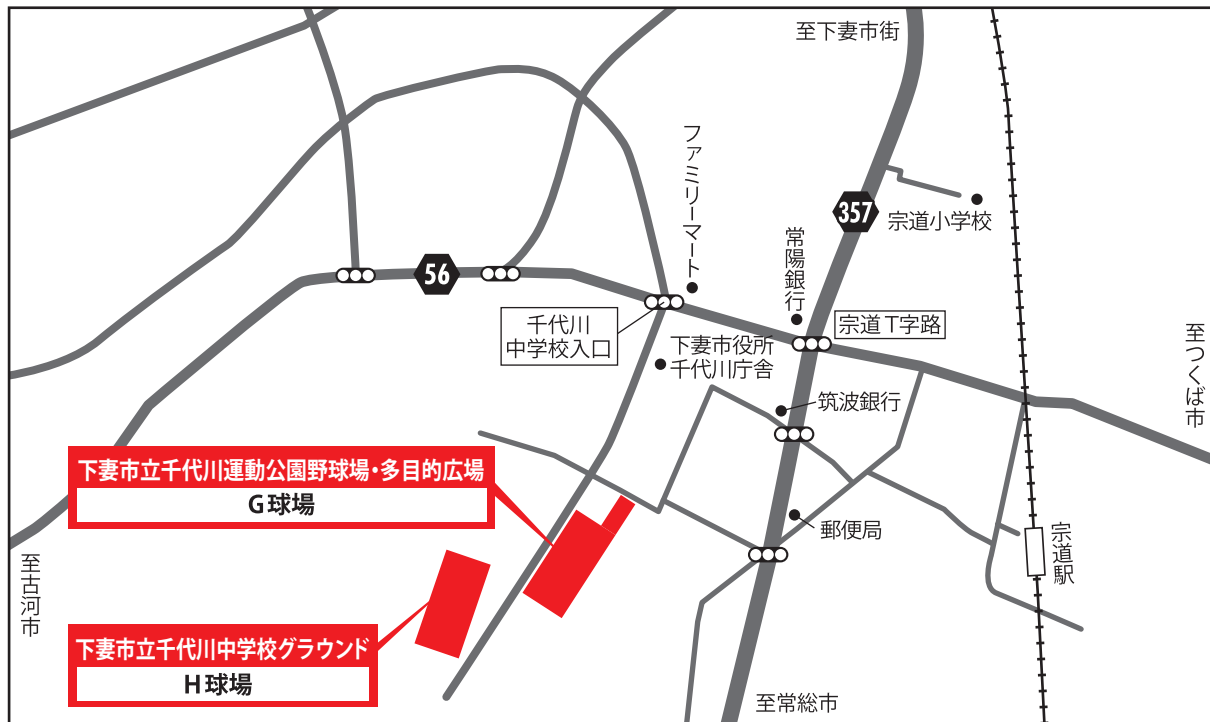 至下妻市街
ファミリーマート
357
宗道小学校
常陽銀行
56
千代川
中学校入口
宗道T字路
下妻市役所
千代川庁舎
至つくば市
筑波銀行
下妻市立千代川運動公園野球場・多目的広場
G球場
郵便局
宗道駅
至古河市
下妻市立千代川中学校グラウンド
H球場
至常総市